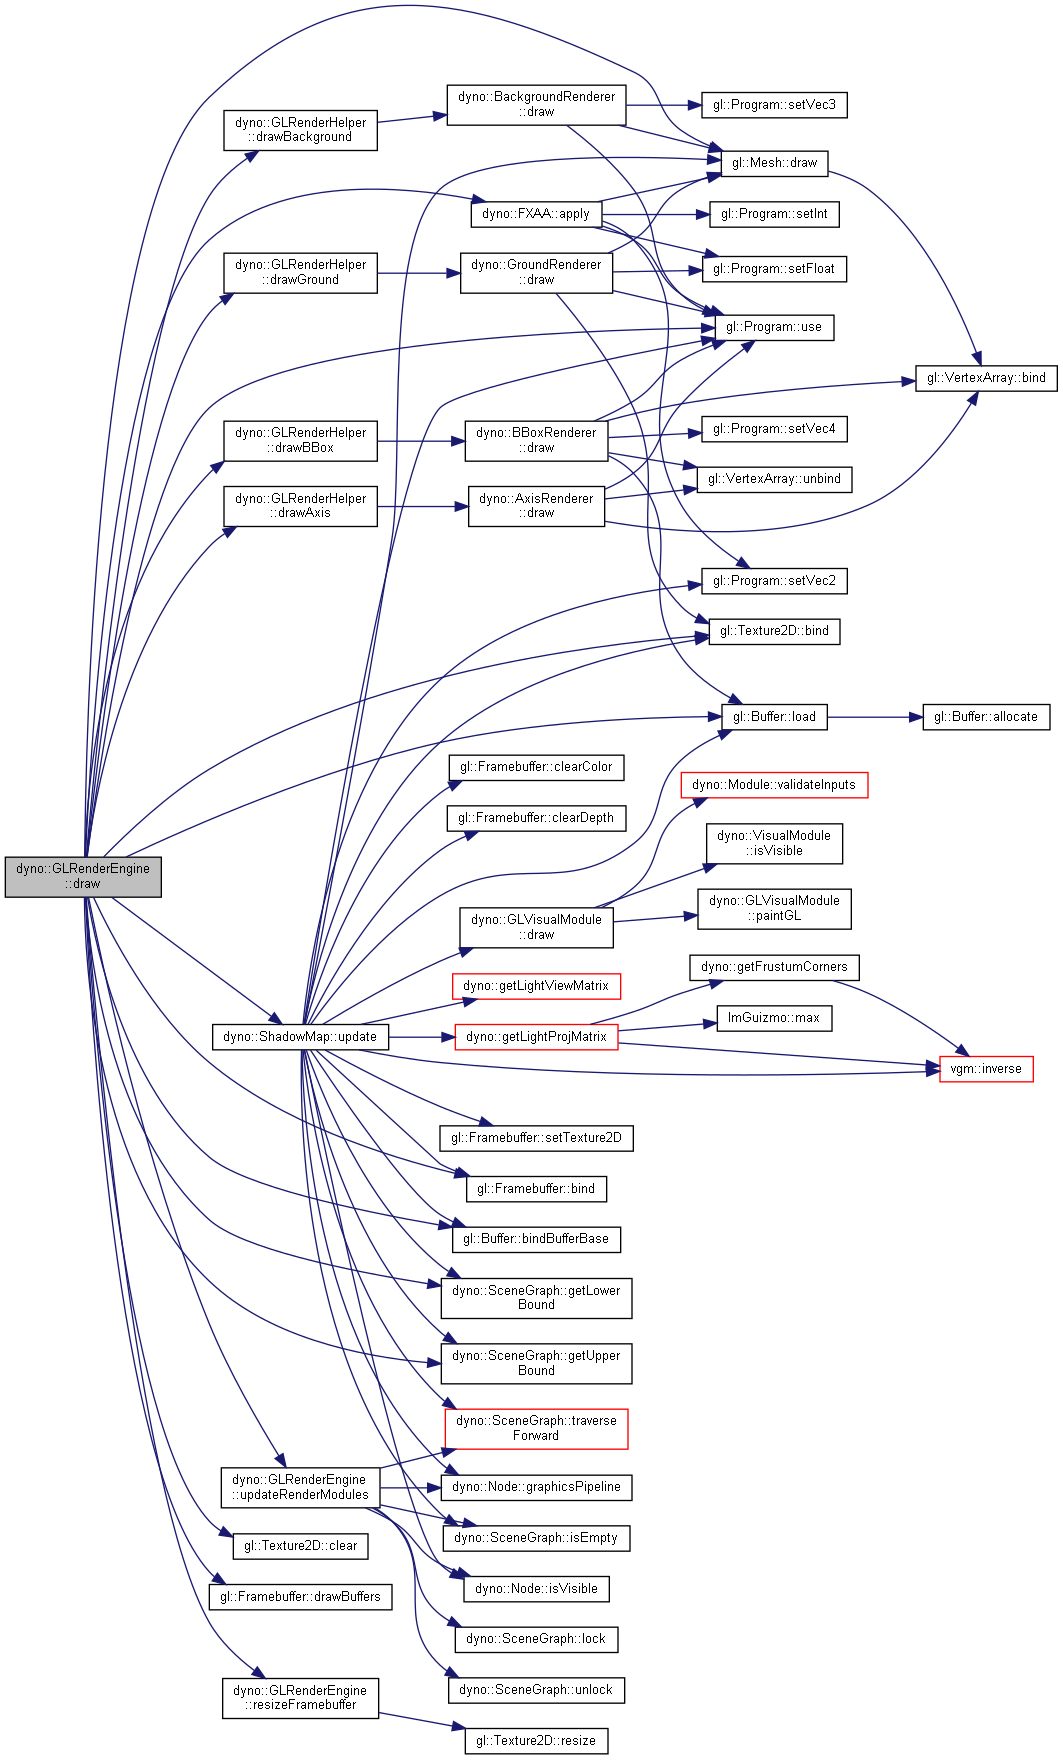 dyno::BackgroundRenderer
::draw
gl::Program::setVec3
dyno::GLRenderHelper
::drawBackground
gl::Mesh::draw
dyno::FXAA::apply
gl::Program::setInt
dyno::GLRenderHelper
::drawGround
dyno::GroundRenderer
::draw
gl::Program::setFloat
gl::Program::use
gl::VertexArray::bind
dyno::GLRenderHelper
::drawBBox
dyno::BBoxRenderer
::draw
gl::Program::setVec4
gl::VertexArray::unbind
dyno::GLRenderHelper
::drawAxis
dyno::AxisRenderer
::draw
gl::Program::setVec2
gl::Texture2D::bind
gl::Buffer::load
gl::Buffer::allocate
gl::Framebuffer::clearColor
dyno::Module::validateInputs
gl::Framebuffer::clearDepth
dyno::VisualModule
::isVisible
dyno::GLRenderEngine
::draw
dyno::GLVisualModule
::draw
dyno::GLVisualModule
::paintGL
dyno::getFrustumCorners
dyno::getLightViewMatrix
ImGuizmo::max
dyno::ShadowMap::update
dyno::getLightProjMatrix
vgm::inverse
gl::Framebuffer::setTexture2D
gl::Framebuffer::bind
gl::Buffer::bindBufferBase
dyno::SceneGraph::getLower
Bound
dyno::SceneGraph::getUpper
Bound
dyno::SceneGraph::traverse
Forward
dyno::GLRenderEngine
::updateRenderModules
dyno::Node::graphicsPipeline
dyno::SceneGraph::isEmpty
gl::Texture2D::clear
dyno::Node::isVisible
gl::Framebuffer::drawBuffers
dyno::SceneGraph::lock
dyno::SceneGraph::unlock
dyno::GLRenderEngine
::resizeFramebuffer
gl::Texture2D::resize